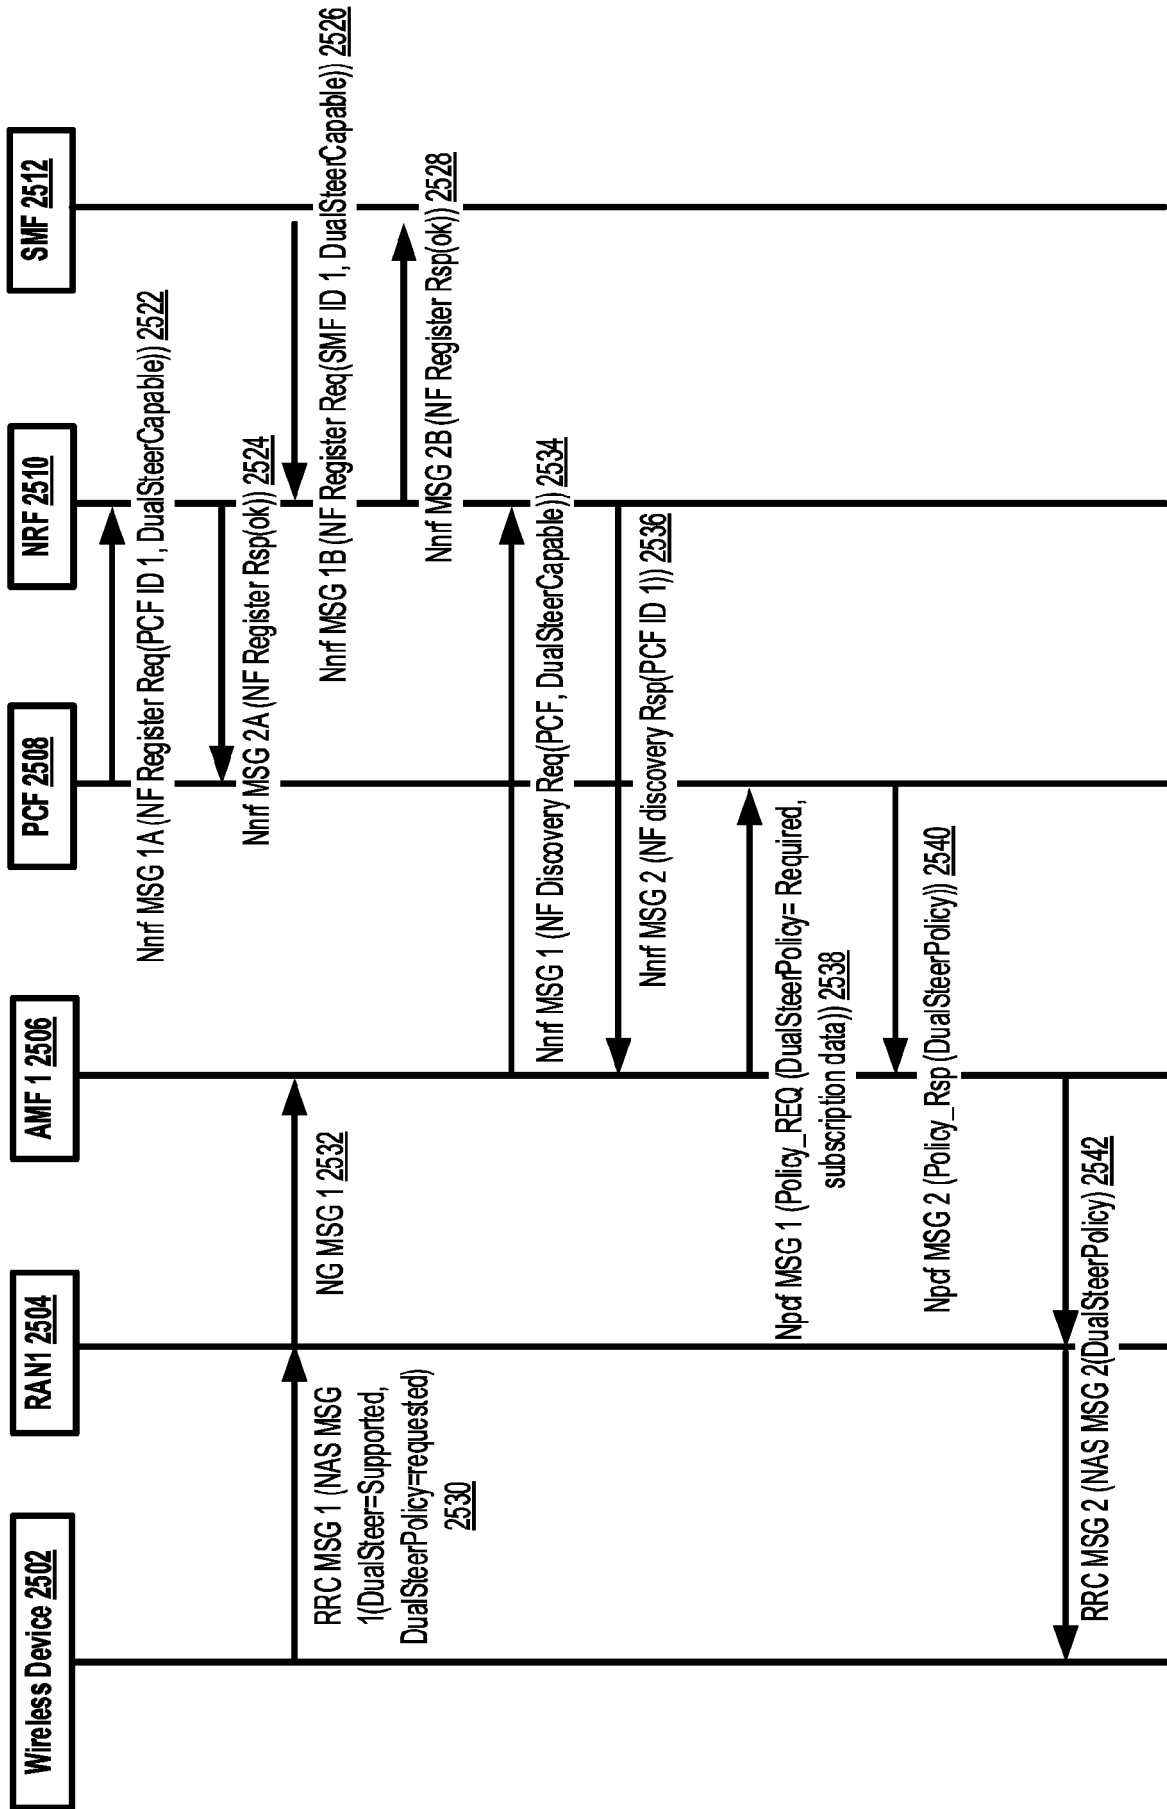 Wireless Device 2502
RAN1 2504
AMF 1 2506
PCF 2508
NRF 2510
SMF 2512
Nnrf MSG 1A (NF Register Req(PCF ID 1, DualSteerCapable)) 2522
Nnrf MSG 2A (NF Register Rsp(ok)) 2524
Nnrf MSG 1B (NF Register Req(SMF ID 1, DualSteerCapable)) 2526
Nnrf MSG 2B (NF Register Rsp(ok)) 2528
RRC MSG 1 (NAS MSG
1(DualSteer=Supported,
DualSteerPolicy=requested)
2530
NG MSG 1 2532
Nnrf MSG 1 (NF Discovery Req(PCF, DualSteerCapable)) 2534
Nnrf MSG 2 (NF discovery Rsp(PCF ID 1)) 2536
Npcf MSG 1 (Policy_REQ (DualSteerPolicy= Required,
subscription data)) 2538
Npcf MSG 2 (Policy_Rsp (DualSteerPolicy)) 2540
RRC MSG 2 (NAS MSG 2(DualSteerPolicy) 2542